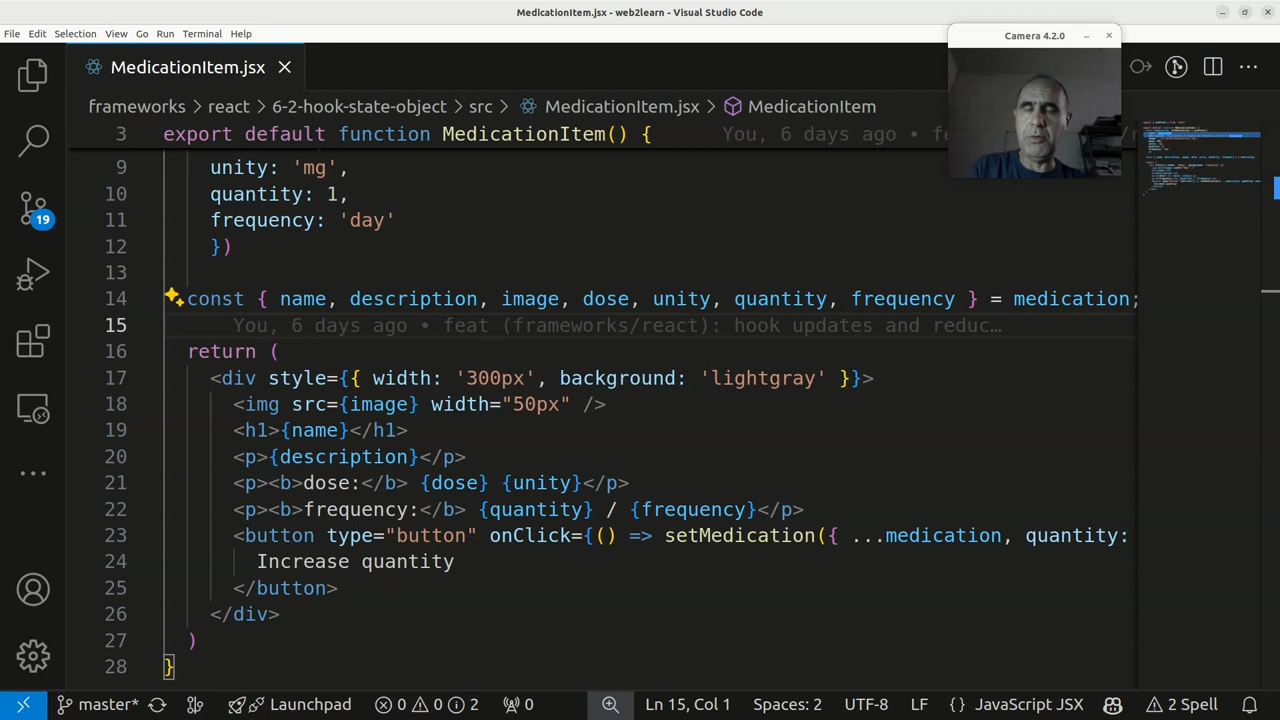 MedicationItem.jsx - web2learn - Visual Studio Code
File Edit Selection View Go Run Terminal Help
Camera 4.2.0
MedicationItem.jsx
frameworks > react > 6-2-hook-state-object > src > MedicationItem.jsx > MedicationItem
3 export default function MedicationItem() { You, 6 days ago • fe
9 unity: 'mg',
10 quantity: 1,
11 frequency: 'day'
12 })
13
14 const { name, description, image, dose, unity, quantity, frequency } = medication;
15 You, 6 days ago • feat (frameworks/react): hook updates and reduc…
16 return (
17 <div style={{ width: '300px', background: 'lightgray' }}>
18 <img src={image} width="50px" />
19 <h1>{name}</h1>
20 <p>{description}</p>
21 <p><b>dose:</b> {dose} {unity}</p>
22 <p><b>frequency:</b> {quantity} / {frequency}</p>
23 <button type="button" onClick={() => setMedication({ ...medication, quantity:
24 Increase quantity
25 </button>
26 </div>
27 )
28 }
19
master* Launchpad 0 0 2 0 Ln 15, Col 1 Spaces: 2 UTF-8 LF {} JavaScript JSX 2 Spell